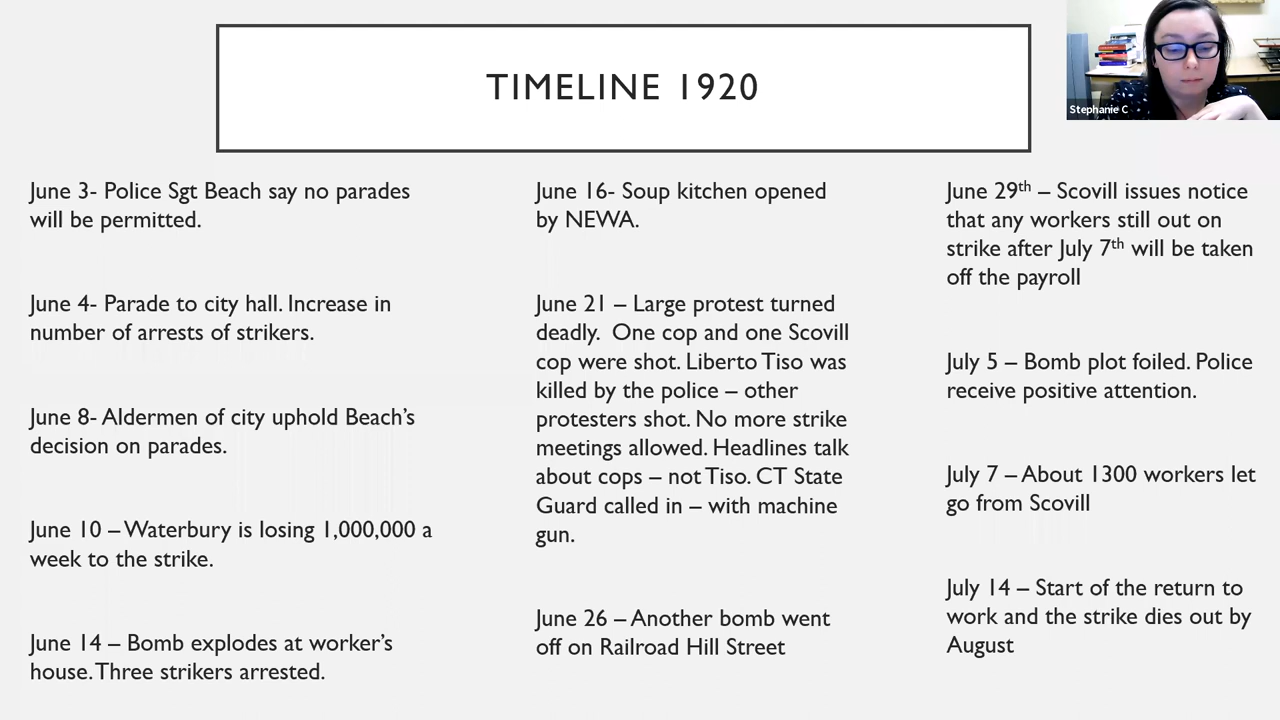 TIMELINE 1920
Stephanie C
June 3- Police Sgt Beach say no parades
will be permitted.
June 4- Parade to city hall. Increase in
number of arrests of strikers.
June 8- Aldermen of city uphold Beach's
decision on parades.
June 10 – Waterbury is losing 1,000,000 a
week to the strike.
June 14 – Bomb explodes at worker's
house. Three strikers arrested.
June 16- Soup kitchen opened
by NEWA.
June 21 – Large protest turned
deadly.  One cop and one Scovill
cop were shot. Liberto Tiso was
killed by the police – other
protesters shot. No more strike
meetings allowed. Headlines talk
about cops – not Tiso. CT State
Guard called in – with machine
gun.
June 26 – Another bomb went
off on Railroad Hill Street
June 29th – Scovill issues notice
that any workers still out on
strike after July 7th will be taken
off the payroll
July 5 – Bomb plot foiled. Police
receive positive attention.
July 7 – About 1300 workers let
go from Scovill
July 14 – Start of the return to
work and the strike dies out by
August